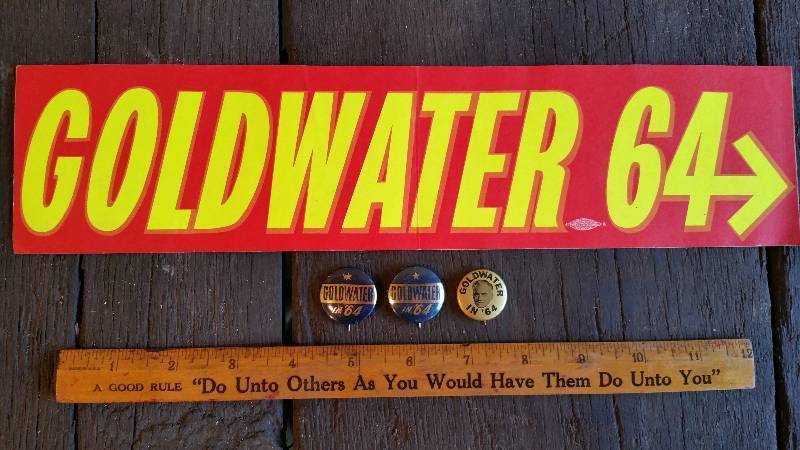 GOLDWATER 64
GOLDWATER
IN '64
GOLDWATER
IN '64
GOLDWATER
IN '64
1 2 3 4 5 6 7 8 9 10 11 12
A GOOD RULE "Do Unto Others As You Would Have Them Do Unto You"